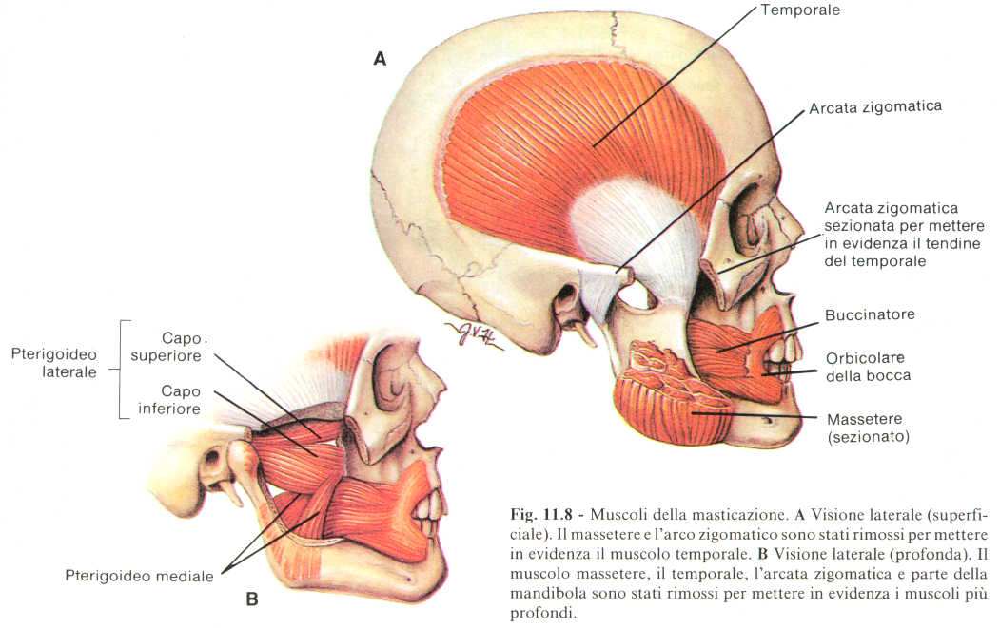 A
Temporale
Arcata zigomatica
Arcata zigomatica
sezionata per mettere
in evidenza il tendine
del temporale
Buccinatore
Orbicolare
della bocca
Massetere
(sezionato)
J.V.H.
Pterigoideo
laterale
Capo
superiore
Capo
inferiore
Pterigoideo mediale
B
Fig. 11.8 - Muscoli della masticazione. A Visione laterale (superfi-
ciale). Il massetere e l'arco zigomatico sono stati rimossi per mettere
in evidenza il muscolo temporale. B Visione laterale (profonda). Il
muscolo massetere, il temporale, l'arcata zigomatica e parte della
mandibola sono stati rimossi per mettere in evidenza i muscoli più
profondi.